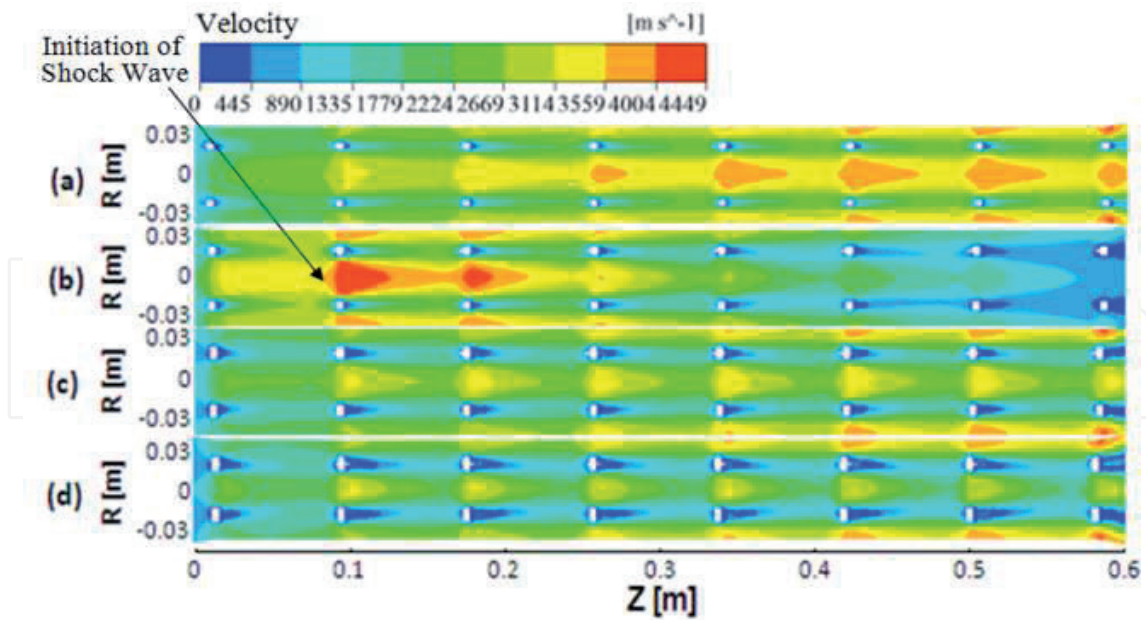 Velocity [m s^-1]
Initiation of
Shock Wave
0 445 890 1335 1779 2224 2669 3114 3559 4004 4449
(a) R [m] 0.03 0 -0.03
(b) R [m] 0.03 0 -0.03
(c) R [m] 0.03 0 -0.03
(d) R [m] 0.03 0 -0.03
0 0.1 0.2 0.3 0.4 0.5 0.6
Z [m]